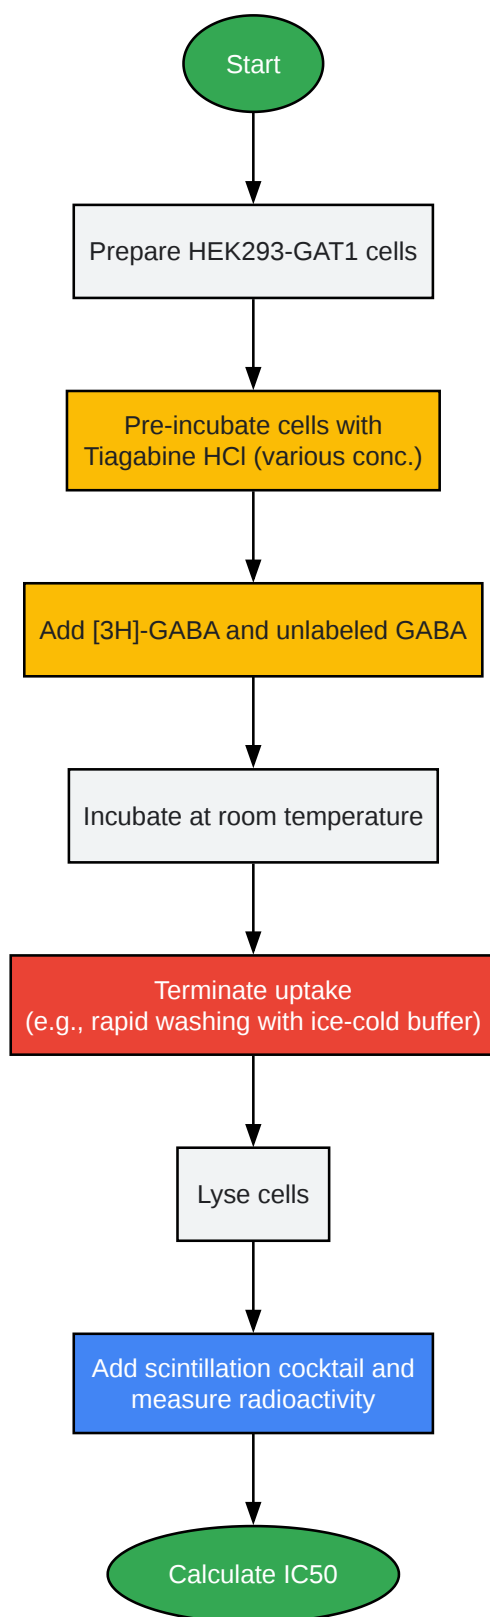 Start
Prepare HEK293-GAT1 cells
Pre-incubate cells with
Tiagabine HCl (various conc.)
Add [3H]-GABA and unlabeled GABA
Incubate at room temperature
Terminate uptake
(e.g., rapid washing with ice-cold buffer)
Lyse cells
Add scintillation cocktail and
measure radioactivity
Calculate IC50